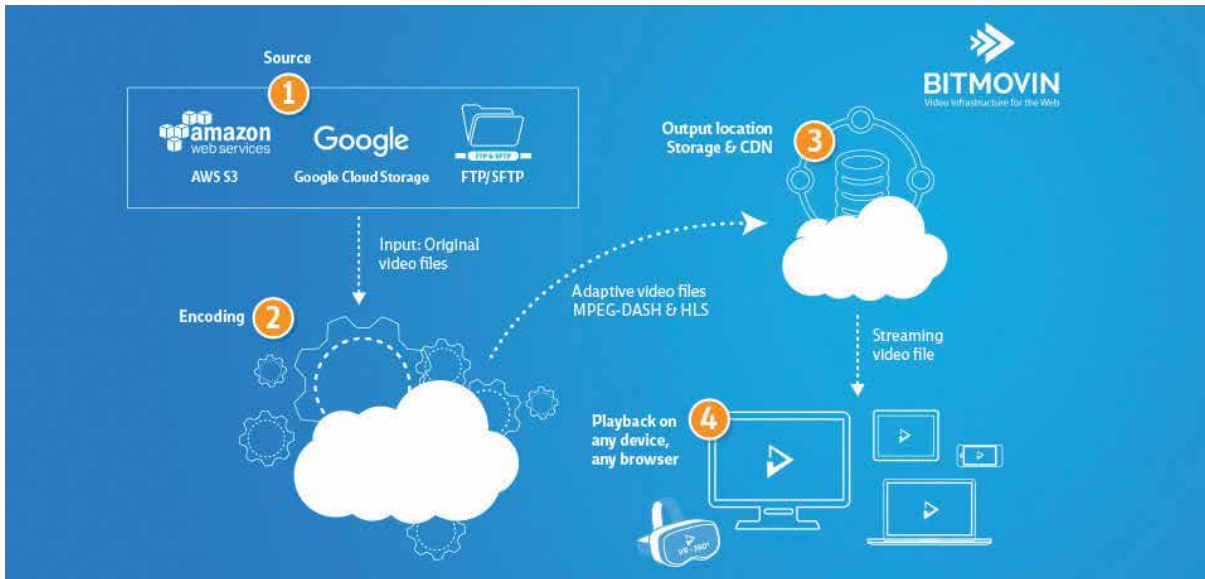 Source
1
BITMOVIN
Video Infrastructure for the Web
amazon
web services
Google
FTP & SFTP
AWS S3
Google Cloud Storage
FTP/SFTP
Output location
Storage & CDN
3
Input: Original
video files
Encoding
2
Adaptive video files
MPEG-DASH & HLS
Streaming
video file
Playback on
any device,
any browser
4
VR - 360°